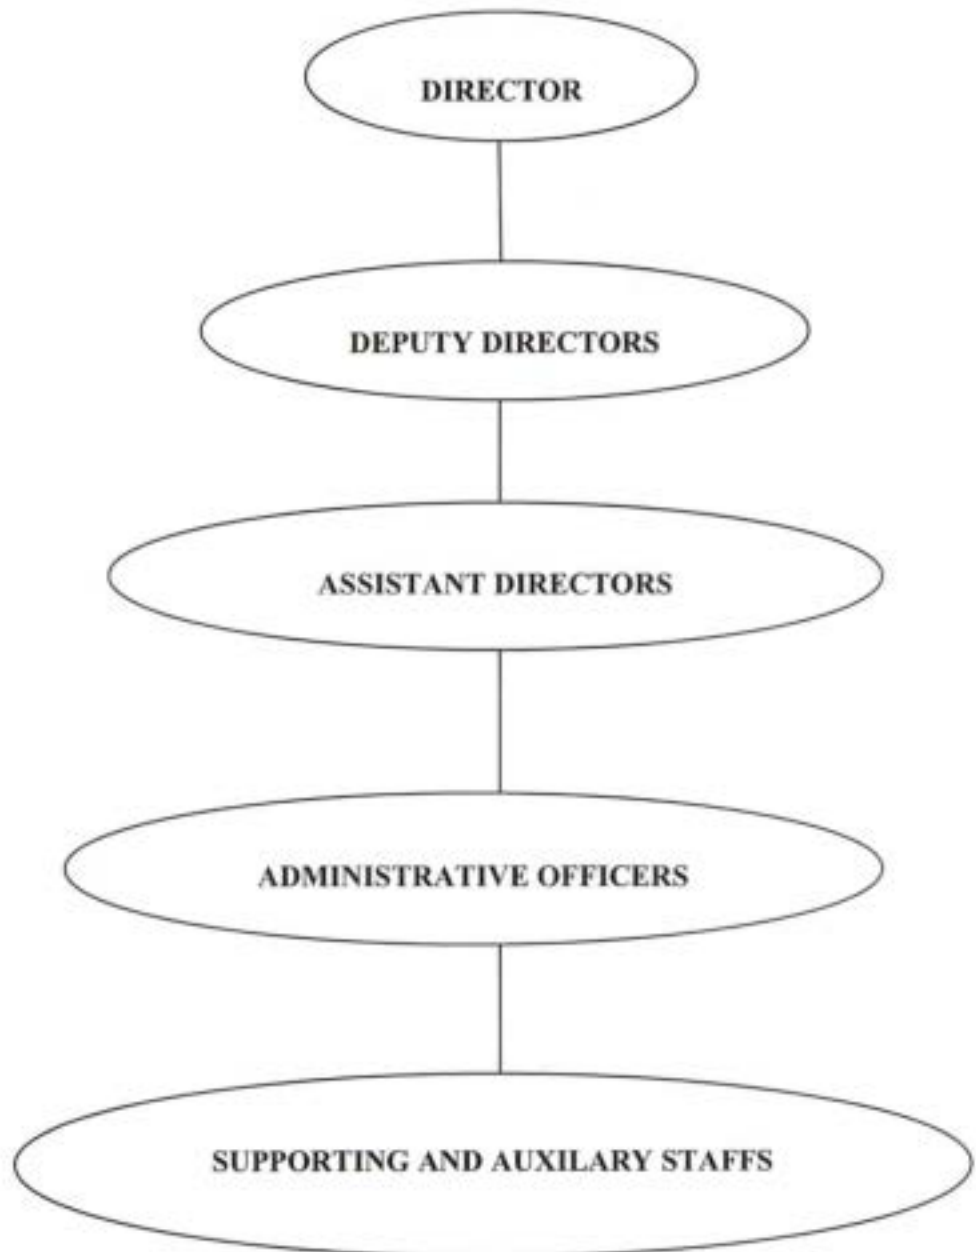 DIRECTOR
DEPUTY DIRECTORS
ASSISTANT DIRECTORS
ADMINISTRATIVE OFFICERS
SUPPORTING AND AUXILARY STAFFS